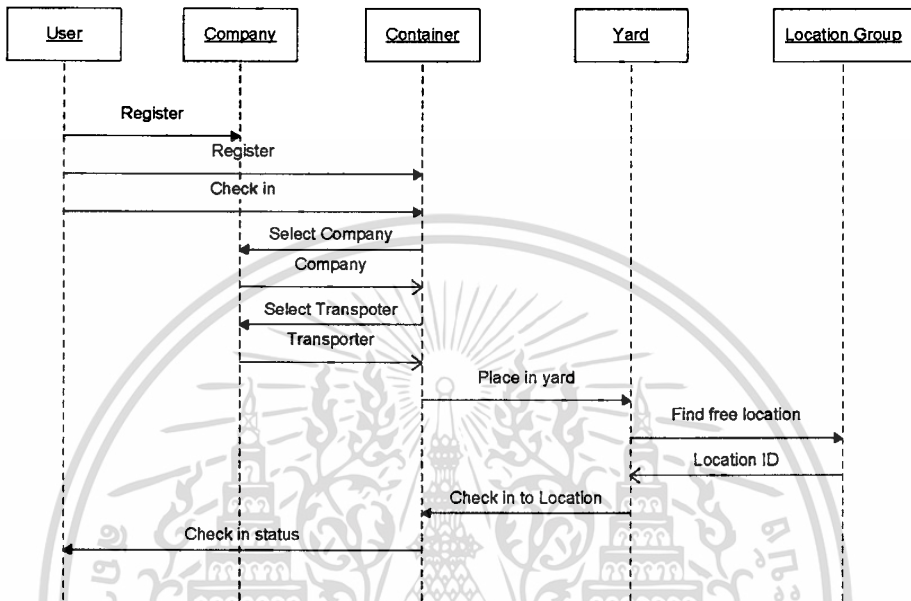 User
Company
Container
Yard
Location Group
Register
Register
Check in
Select Company
Company
Select Transpoter
Transporter
Place in yard
Find free location
Location ID
Check in to Location
Check in status